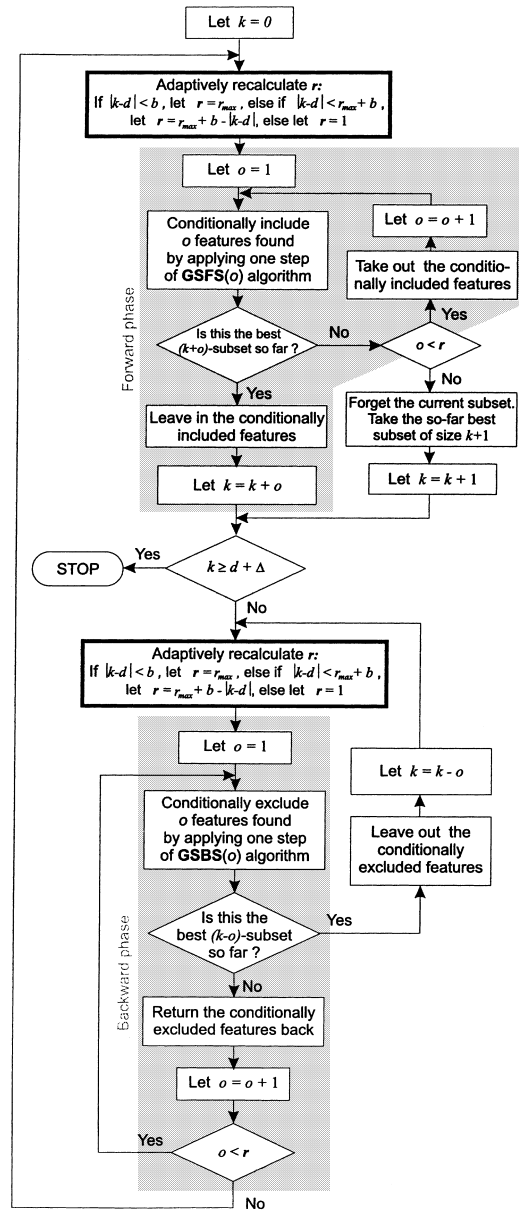 Let k=0
Adaptively recalculate r:
If |k-d|<b, let r=r_max, else if |k-d|<r_max+b,
let r=r_max+b-|k-d|, else let r=1
Forward phase
Let o=1
Conditionally include
o features found
by applying one step
of GSFS(o) algorithm
Let o=o+1
Take out the conditio-
nally included features
Yes
Is this the best
(k+o)-subset so far ?
No
o<r
Yes
No
Leave in the conditionally
included features
Forget the current subset.
Take the so-far best
subset of size k+1
Let k=k+o
Let k=k+1
STOP
Yes
k≥d+Δ
No
Adaptively recalculate r:
If |k-d|<b, let r=r_max, else if |k-d|<r_max+b,
let r=r_max+b-|k-d|, else let r=1
Backward phase
Let o=1
Let k=k-o
Conditionally exclude
o features found
by applying one step
of GSBS(o) algorithm
Leave out the
conditionally
excluded features
Is this the
best (k-o)-subset
so far ?
Yes
No
Return the conditionally
excluded features back
Let o=o+1
Yes
o<r
No